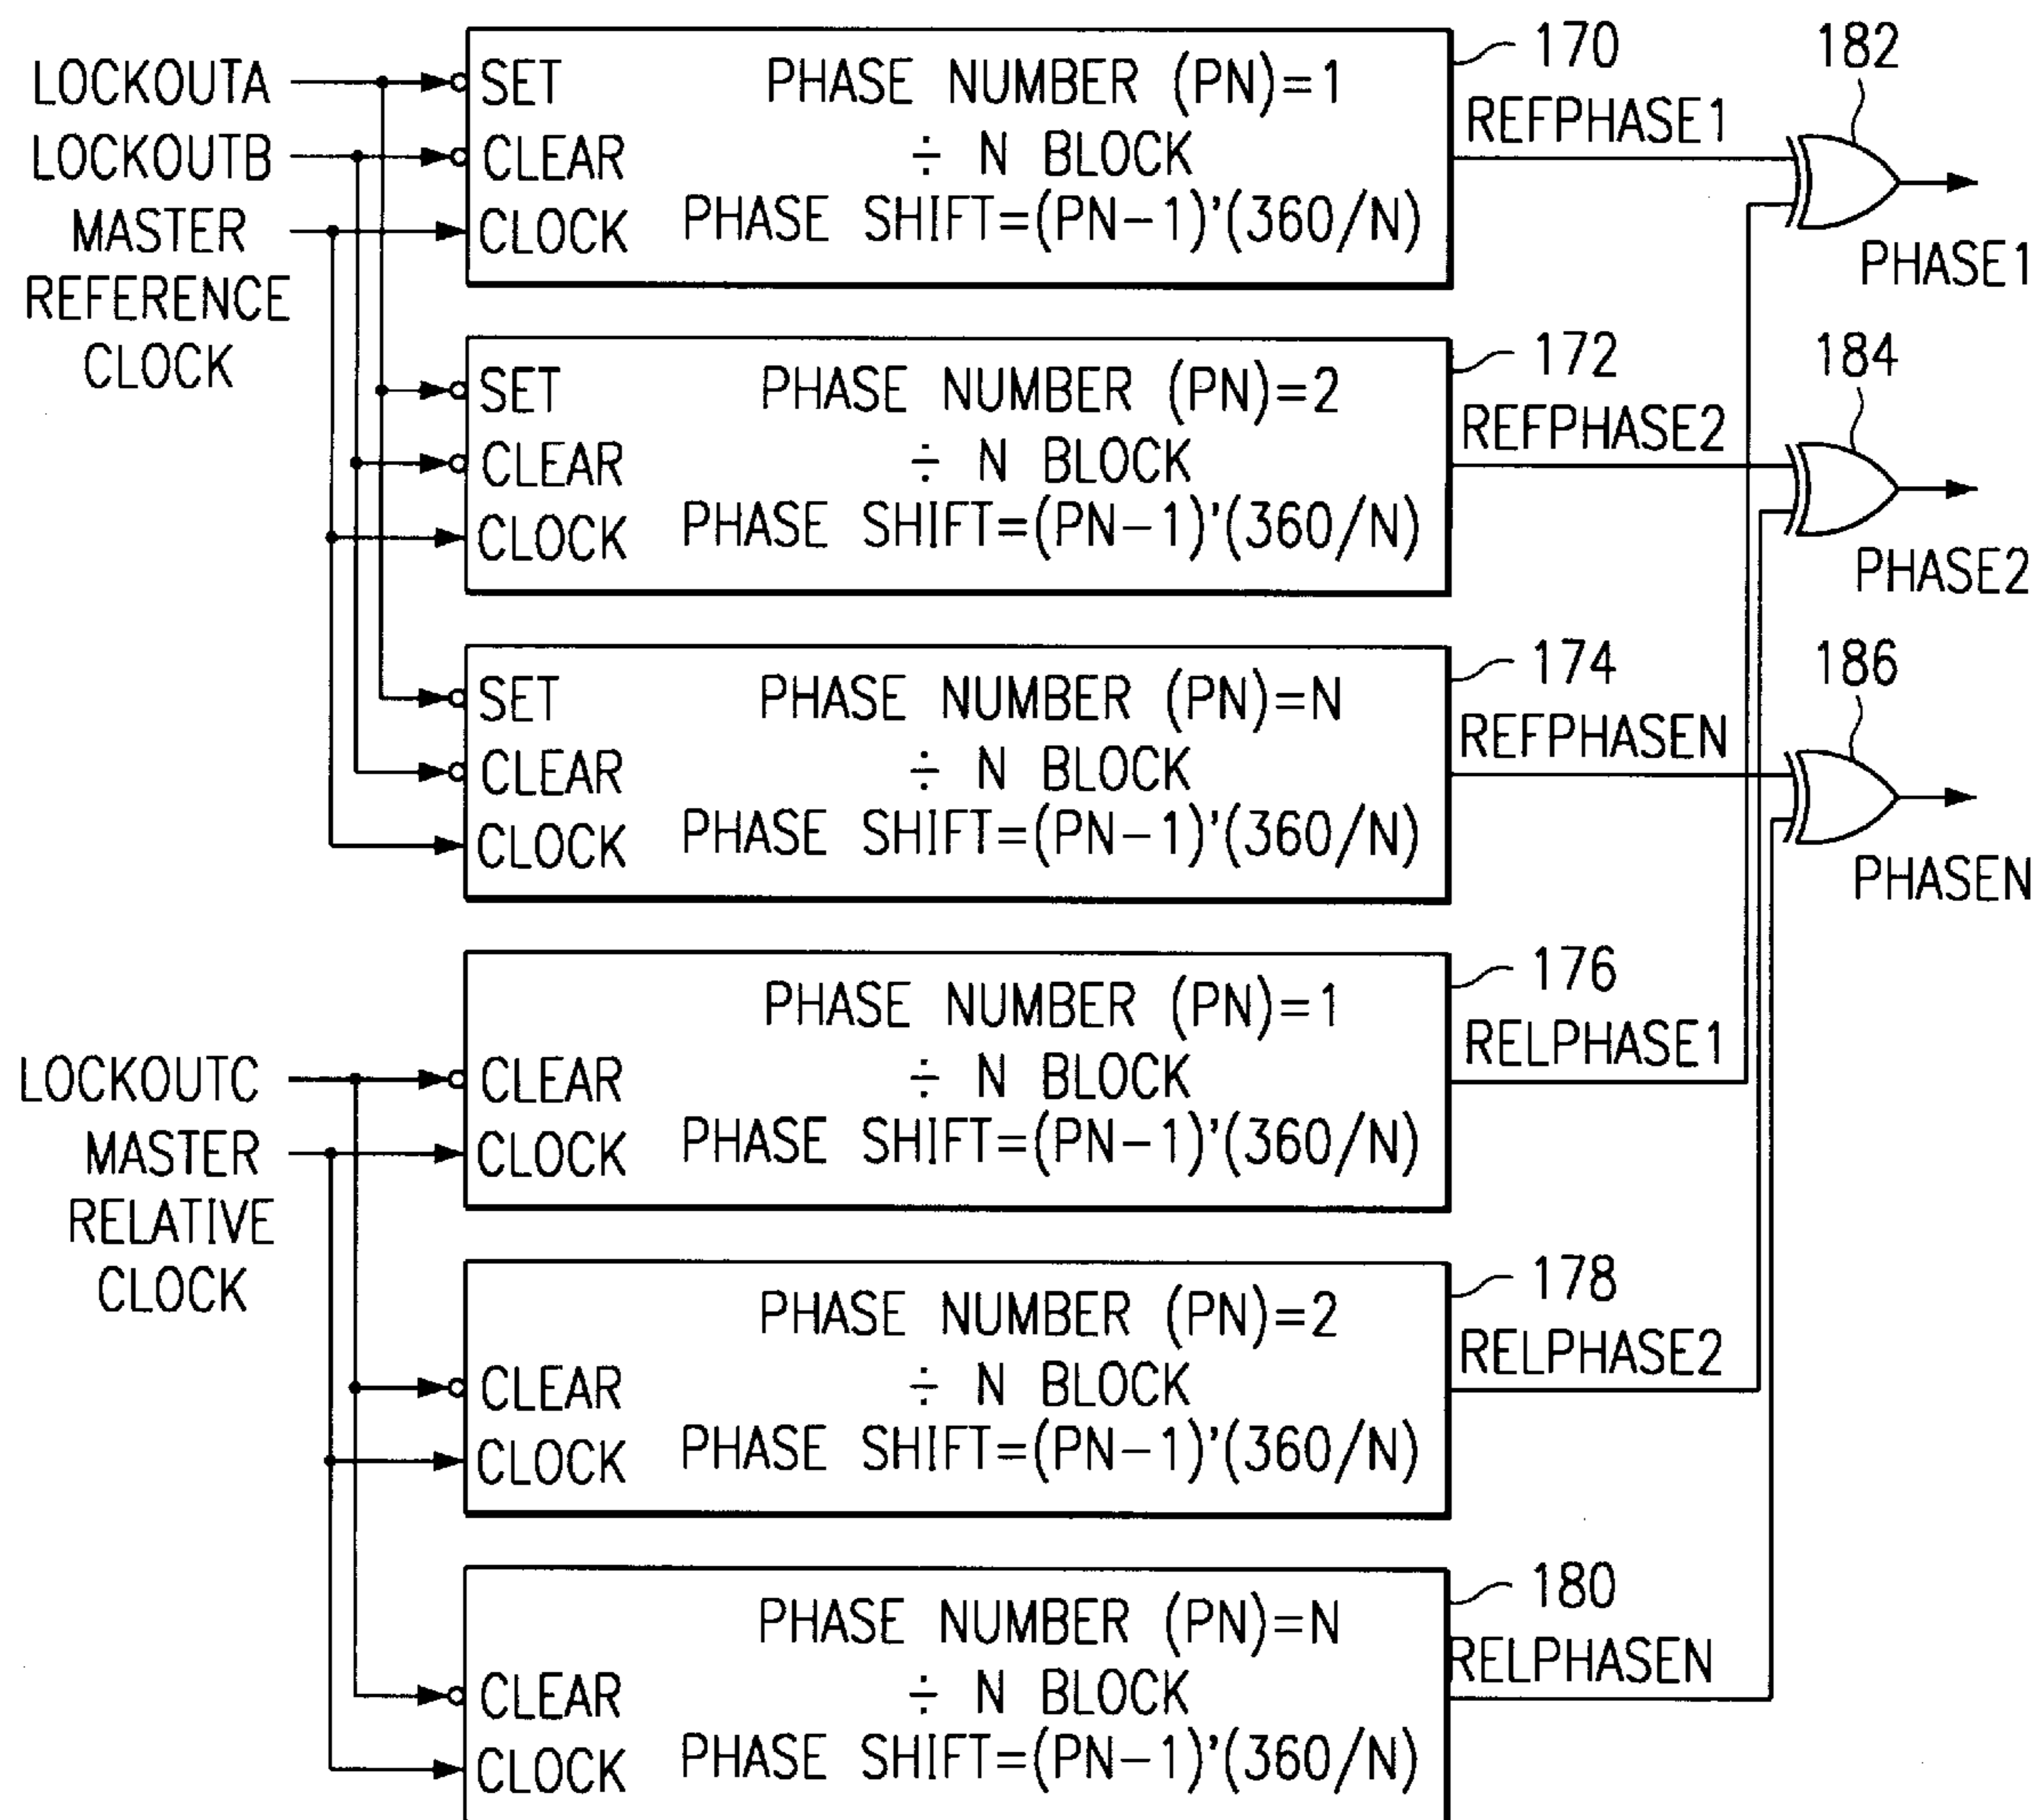 LOCKOUTA
LOCKOUTB
MASTER
REFERENCE
CLOCK
SET
CLEAR
CLOCK
PHASE NUMBER (PN)=1
÷ N BLOCK
PHASE SHIFT=(PN-1)'(360/N)
170
REFPHASE1
182
PHASE1
SET
CLEAR
CLOCK
PHASE NUMBER (PN)=2
÷ N BLOCK
PHASE SHIFT=(PN-1)'(360/N)
172
REFPHASE2
184
PHASE2
SET
CLEAR
CLOCK
PHASE NUMBER (PN)=N
÷ N BLOCK
PHASE SHIFT=(PN-1)'(360/N)
174
REFPHASEN
186
PHASEN
LOCKOUTC
MASTER
RELATIVE
CLOCK
CLEAR
CLOCK
PHASE NUMBER (PN)=1
÷ N BLOCK
PHASE SHIFT=(PN-1)'(360/N)
176
RELPHASE1
CLEAR
CLOCK
PHASE NUMBER (PN)=2
÷ N BLOCK
PHASE SHIFT=(PN-1)'(360/N)
178
RELPHASE2
CLEAR
CLOCK
PHASE NUMBER (PN)=N
÷ N BLOCK
PHASE SHIFT=(PN-1)'(360/N)
180
RELPHASEN